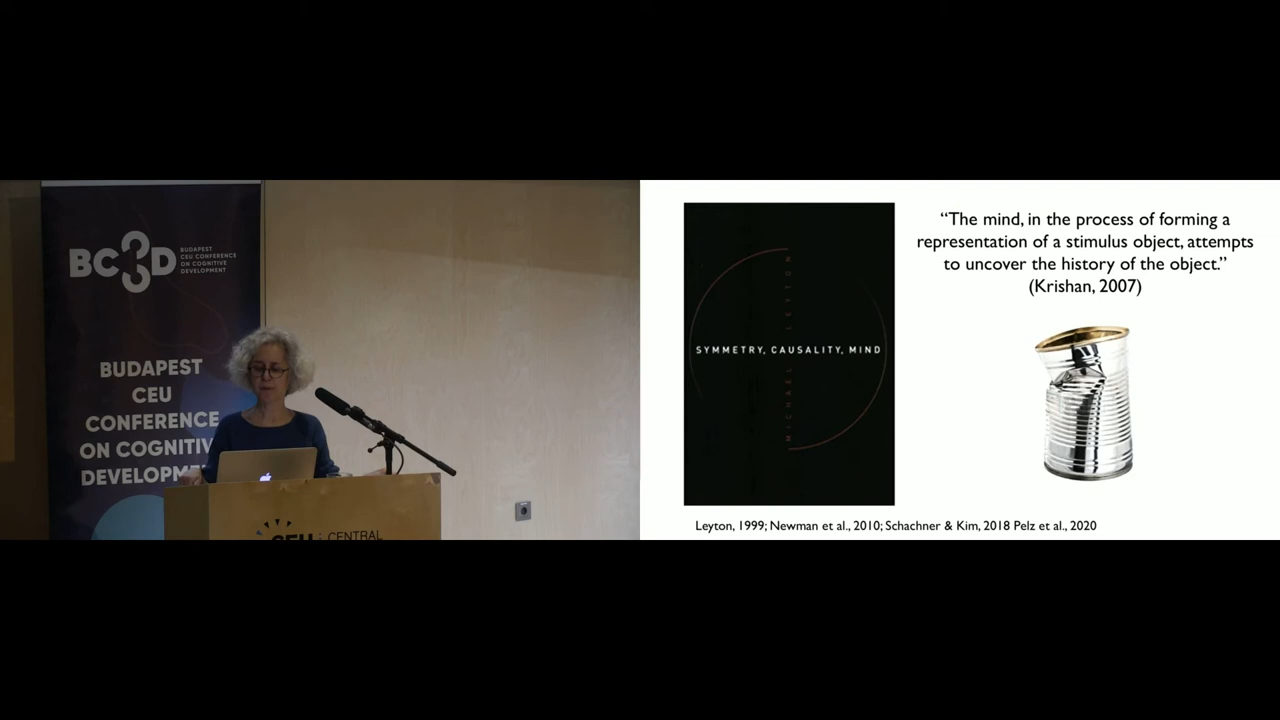 BC3D
BUDAPEST
CEU CONFERENCE
ON COGNITIVE
DEVELOPMENT
BUDAPEST
CEU
CONFERENCE
ON COGNITIV
DEVELOPME
CEU
CENTRAL
MICHAEL LEYTON
SYMMETRY, CAUSALITY, MIND
“The mind, in the process of forming a
representation of a stimulus object, attempts
to uncover the history of the object.”
(Krishan, 2007)
Leyton, 1999; Newman et al., 2010; Schachner & Kim, 2018 Pelz et al., 2020